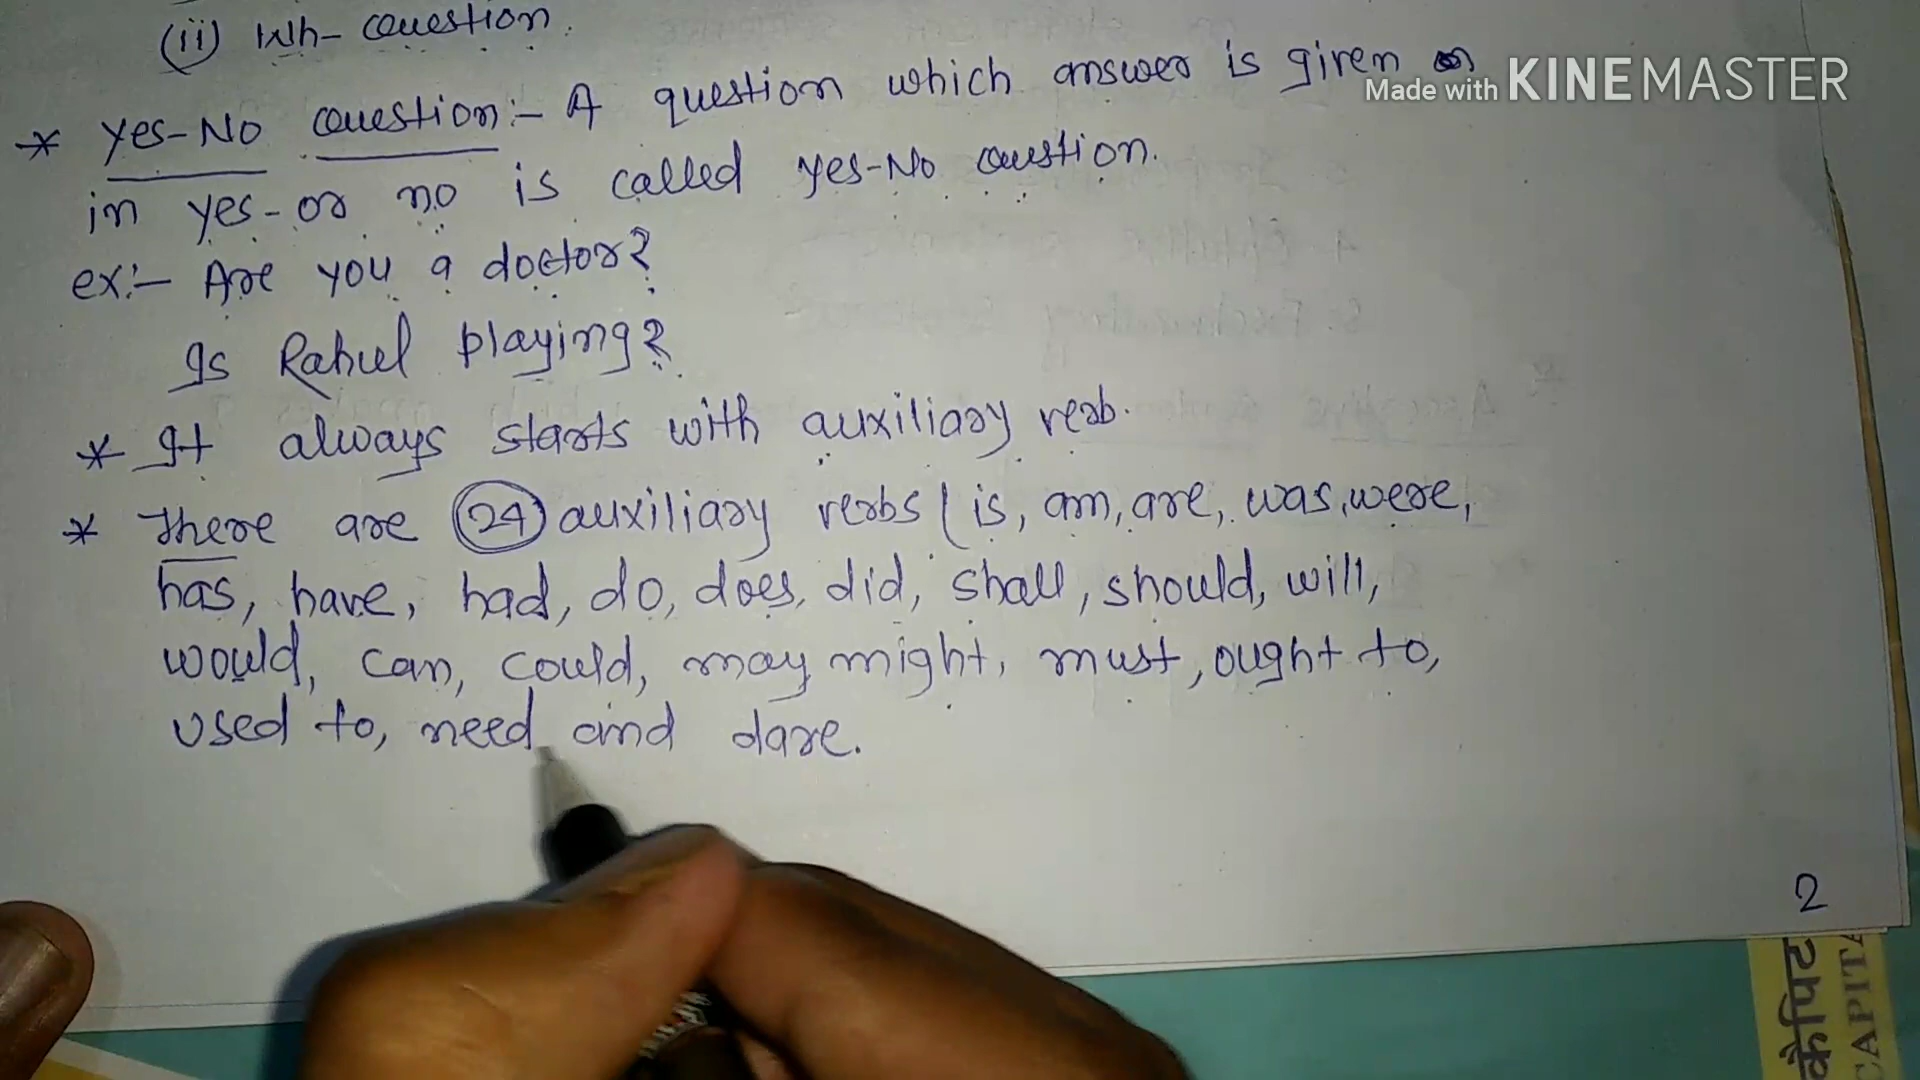 (ii) Wh- Question.
Made with KINEMASTER
* Yes-No Question:- A question which answer is given
in yes-or no is called yes-No Qustion.
ex:- Are you a doctor?
Is Rahul playing?
* It always starts with auxiliary verb.
* There are 24 auxiliary verbs ( is, am, are, was, were,
has, have, had, do, does, did, shall, should, will,
would, can, could, may might, must, ought to,
used to, need and dare.
2
कैपिट
CAPITA